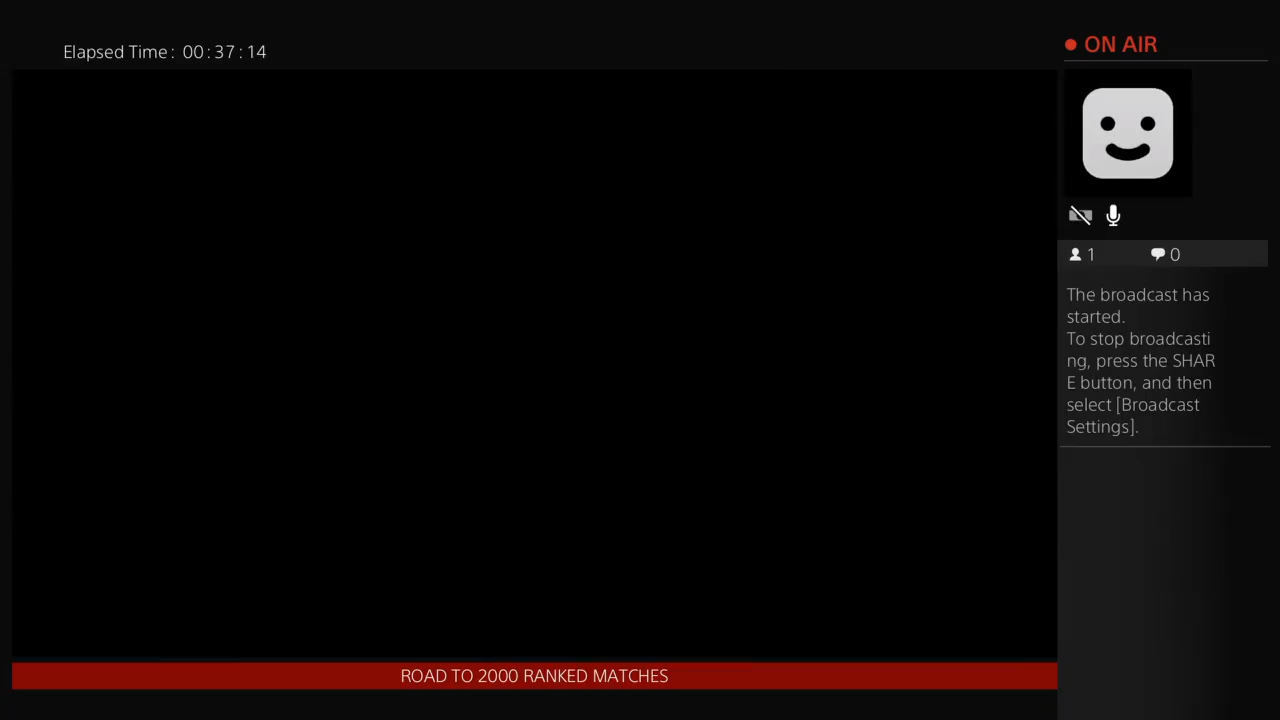 Elapsed Time: 00:37:14
ON AIR
1 0
The broadcast has
started.
To stop broadcasti
ng, press the SHAR
E button, and then
select [Broadcast
Settings].
ROAD TO 2000 RANKED MATCHES